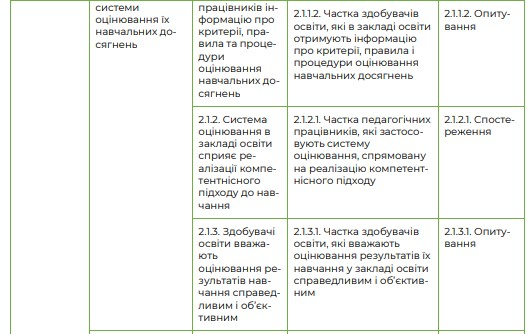 системи
оцінювання їх
навчальних до-
сягнень
працівників ін-
формацію про
критерії, пра-
вила та проце-
дури
оцінювання
навчальних до-
сягнень
2.1.1.2. Частка здобувачів
освіти, які в закладі освіти
отримують інформацію
про критерії, правила і
процедури оцінювання
навчальних досягнень
2.1.1.2. Опиту-
вання
2.1.2. Система
оцінювання в
закладі освіти
сприяє ре-
алізації компе-
тентнісного
підходу до нав-
чання
2.1.2.1. Частка педагогічних
працівників, які застосо-
вують систему
оцінювання, спрямовану
на реалізацію компетент-
нісного підходу
2.1.2.1. Спосте-
реження
2.1.3. Здобувачі
освіти вважа-
ють
оцінювання ре-
зультатів нав-
чання справед-
ливим і об’єк-
тивним
2.1.3.1. Частка здобувачів
освіти, які вважають
оцінювання результатів їх
навчання у закладі освіти
справедливим і об’єктив-
ним
2.1.3.1. Опиту-
вання